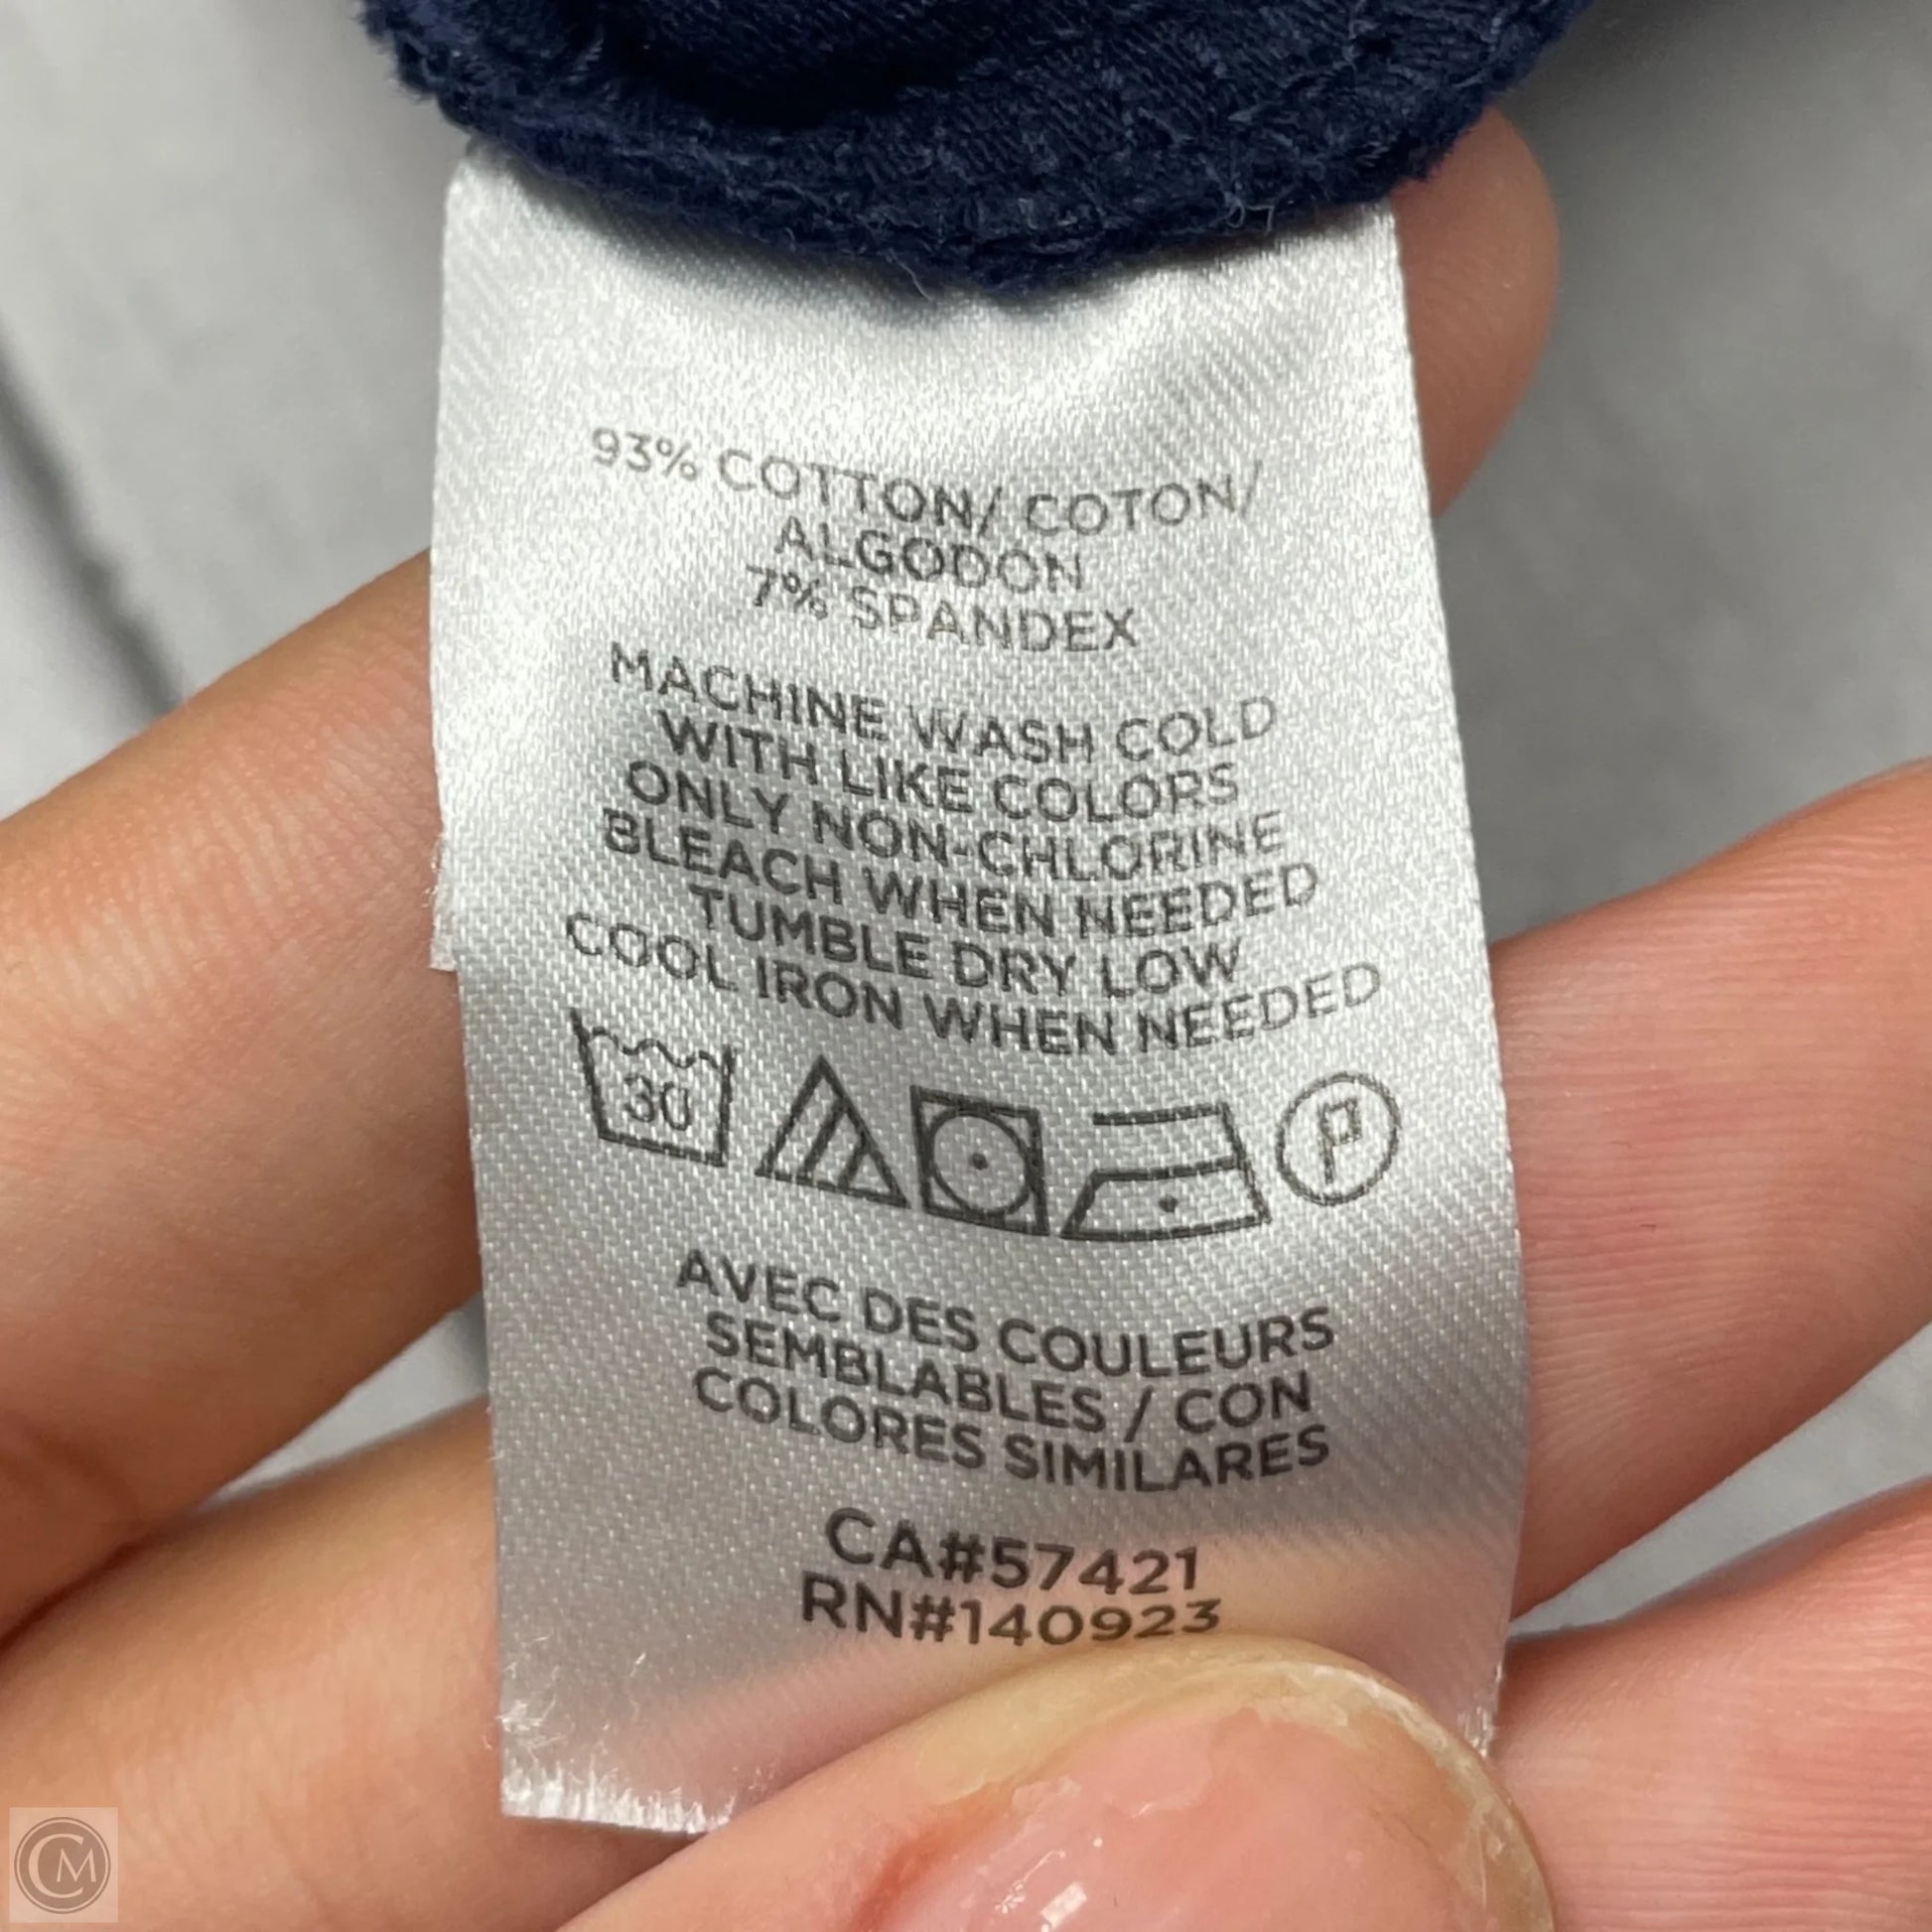 93% COTTON/ COTON/
ALGODON
7% SPANDEX
MACHINE WASH COLD
WITH LIKE COLORS
ONLY NON-CHLORINE
BLEACH WHEN NEEDED
TUMBLE DRY LOW
COOL IRON WHEN NEEDED
30 P
AVEC DES COULEURS
SEMBLABLES / CON
COLORES SIMILARES
CA#57421
RN#140923
CM